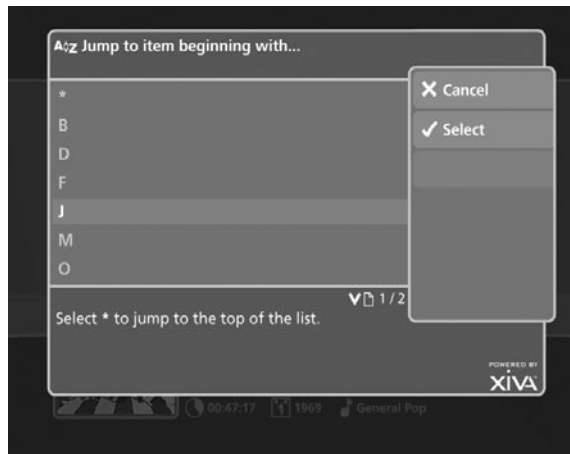 A◊Z Jump to item beginning with...
*
B
D
F
J
M
O
X Cancel
✓ Select
1 / 2
Select * to jump to the top of the list.
POWERED BY
XiVA
00:47:17 1 1969 General Pop